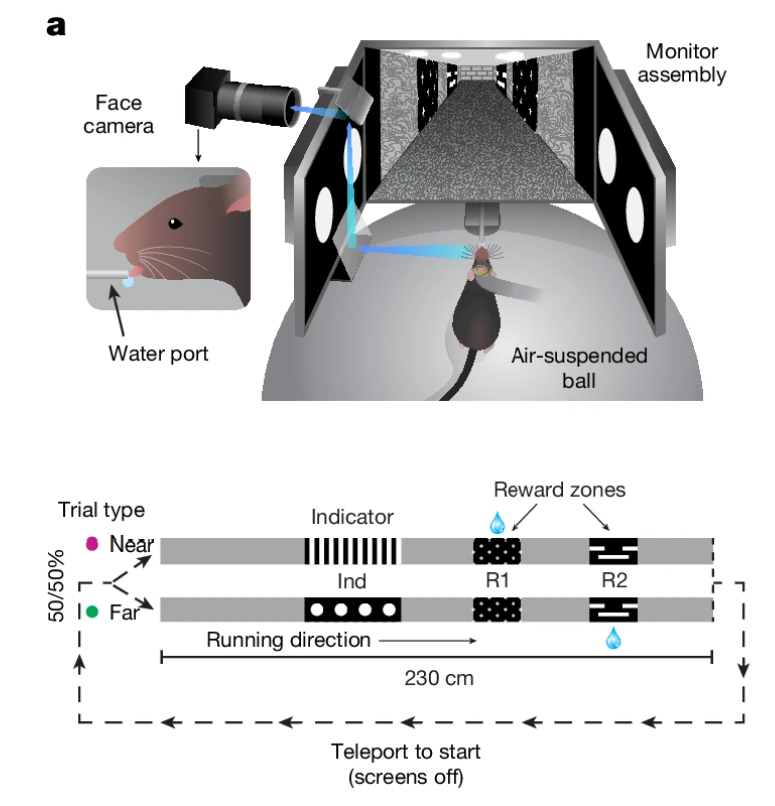 a
Monitor
assembly
Face
camera
Water port
Air-suspended
ball
Reward zones
Trial type
Indicator
Near
50/50%
Ind
R1
R2
Far
Running direction
230 cm
Teleport to start
(screens off)